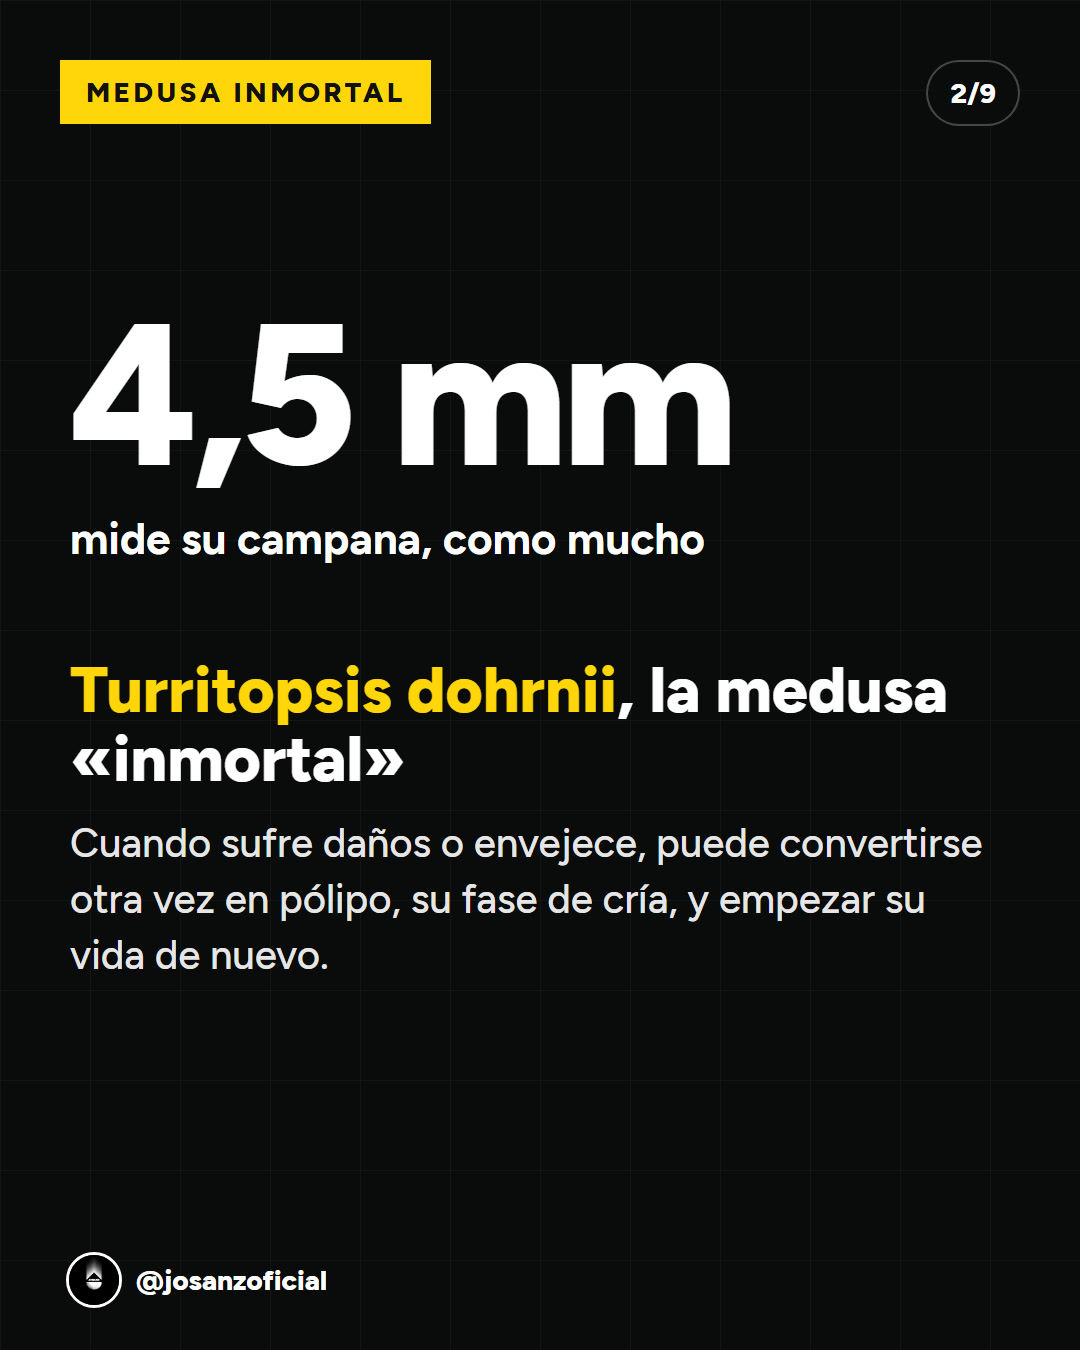 MEDUSA INMORTAL
2/9
4,5 mm
mide su campana, como mucho
Turritopsis dohrnii, la medusa
«inmortal»
Cuando sufre daños o envejece, puede convertirse
otra vez en pólipo, su fase de cría, y empezar su
vida de nuevo.
@josanzoficial